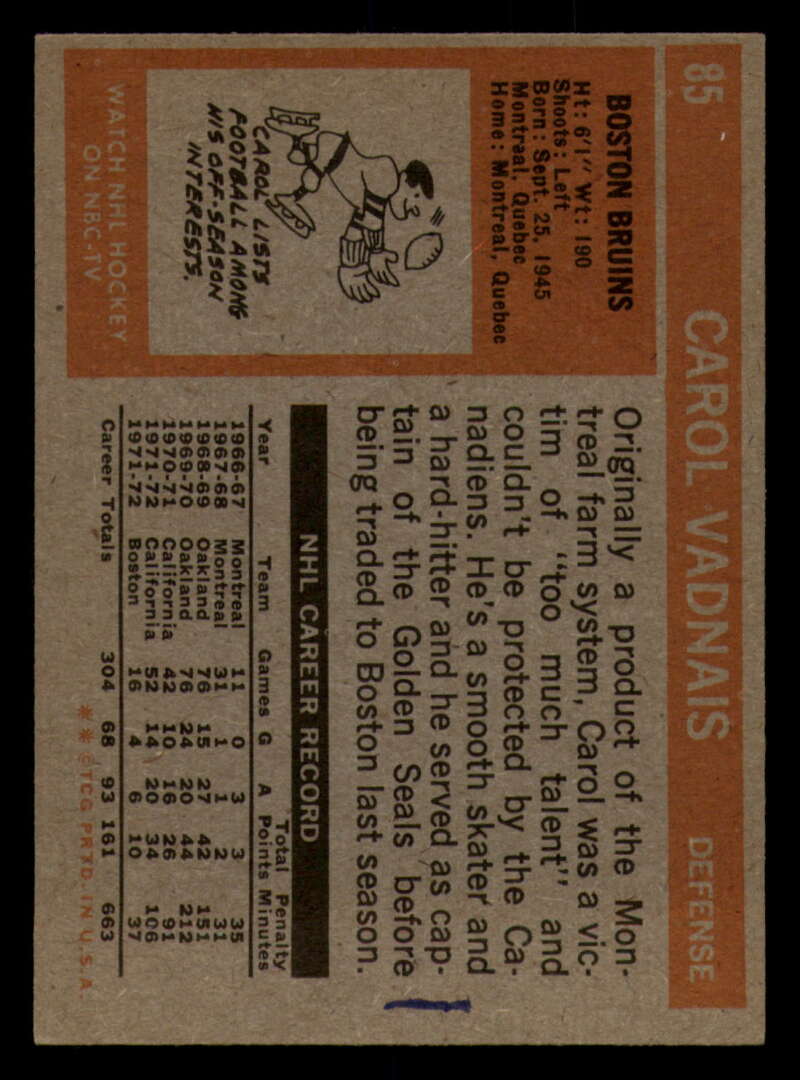 85 CAROL VADNAIS DEFENSE
BOSTON BRUINS
Ht: 6'1" Wt: 190
Shoots: Left
Born: Sept. 25, 1945
Montreal, Quebec
Home: Montreal, Quebec
CAROL LISTS
FOOTBALL AMONG
HIS OFF-SEASON
INTERESTS.
WATCH NHL HOCKEY
ON NBC-TV
Originally a product of the Mon-
treal farm system, Carol was a vic-
tim of "too much talent" and
couldn't be protected by the Ca-
nadiens. He's a smooth skater and
a hard-hitter and he served as cap-
tain of the Golden Seals before
being traded to Boston last season.
NHL CAREER RECORD
Total Penalty
Year Team Games G A Points Minutes
1966-67 Montreal 11 0 3 3 35
1967-68 Montreal 31 1 1 2 31
1968-69 Oakland 76 15 27 42 151
1969-70 Oakland 76 24 20 44 212
1970-71 California 42 10 16 26 91
1971-72 California 52 14 20 34 106
1971-72 Boston 16 4 6 10 37
Career Totals 304 68 93 161 663
** ©TCG PRTD. IN U.S.A.